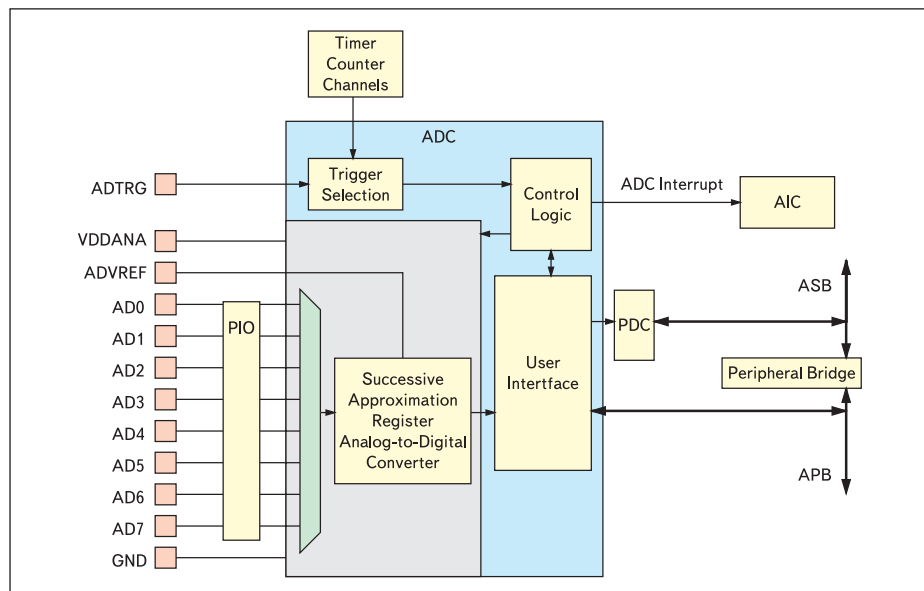 Timer
Counter
Channels
ADC
ADTRG
Trigger
Selection
Control
Logic
ADC Interrupt
AIC
VDDANA
ADVREF
AD0
AD1
AD2
AD3
AD4
AD5
AD6
AD7
GND
PIO
Successive
Approximation
Register
Analog-to-Digital
Converter
User
Intertface
PDC
ASB
Peripheral Bridge
APB